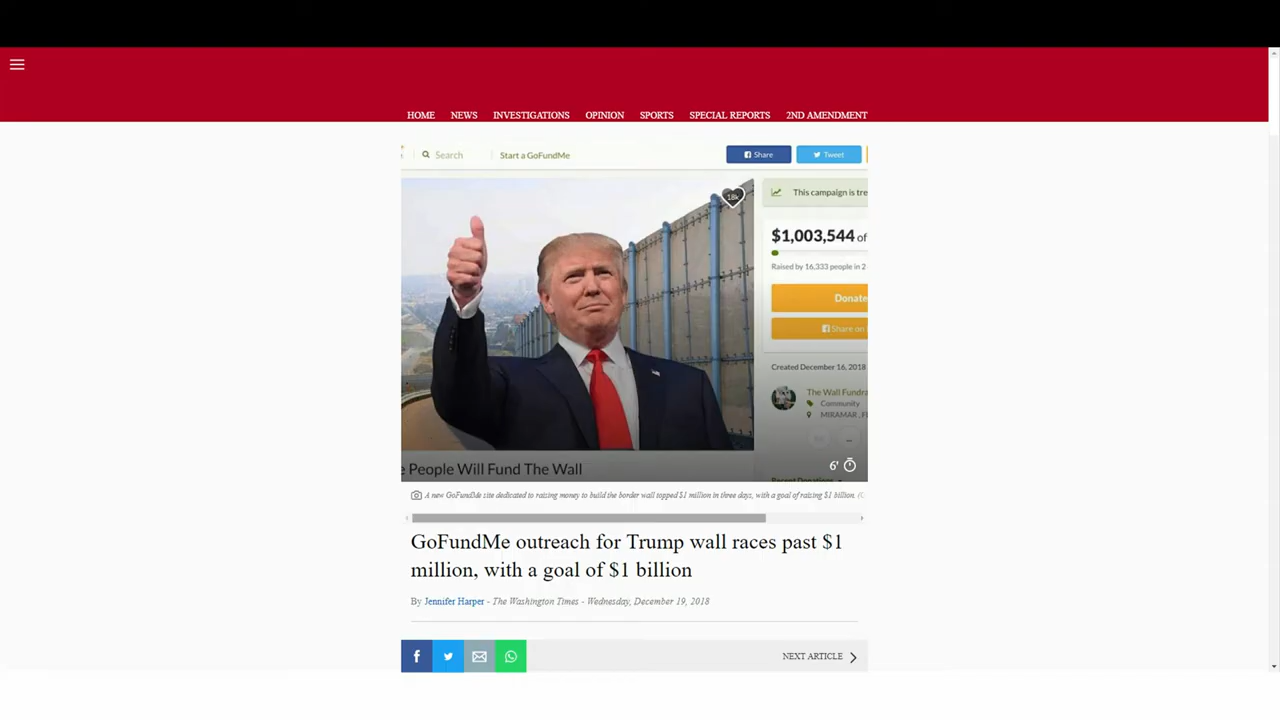 HOME NEWS INVESTIGATIONS OPINION SPORTS SPECIAL REPORTS 2ND AMENDMENT
Search Start a GoFundMe Share Tweet
18k
This campaign is tre
$1,003,544 of
Raised by 16,333 people in 2
Donate
Share on
Created December 16, 2018
The Wall Fundra
Community
MIRAMAR, FL
e People Will Fund The Wall
6'
Recent Donations
A new GoFundMe site dedicated to raising money to build the border wall topped $1 million in three days, with a goal of raising $1 billion.
GoFundMe outreach for Trump wall races past $1
million, with a goal of $1 billion
By Jennifer Harper - The Washington Times - Wednesday, December 19, 2018
NEXT ARTICLE